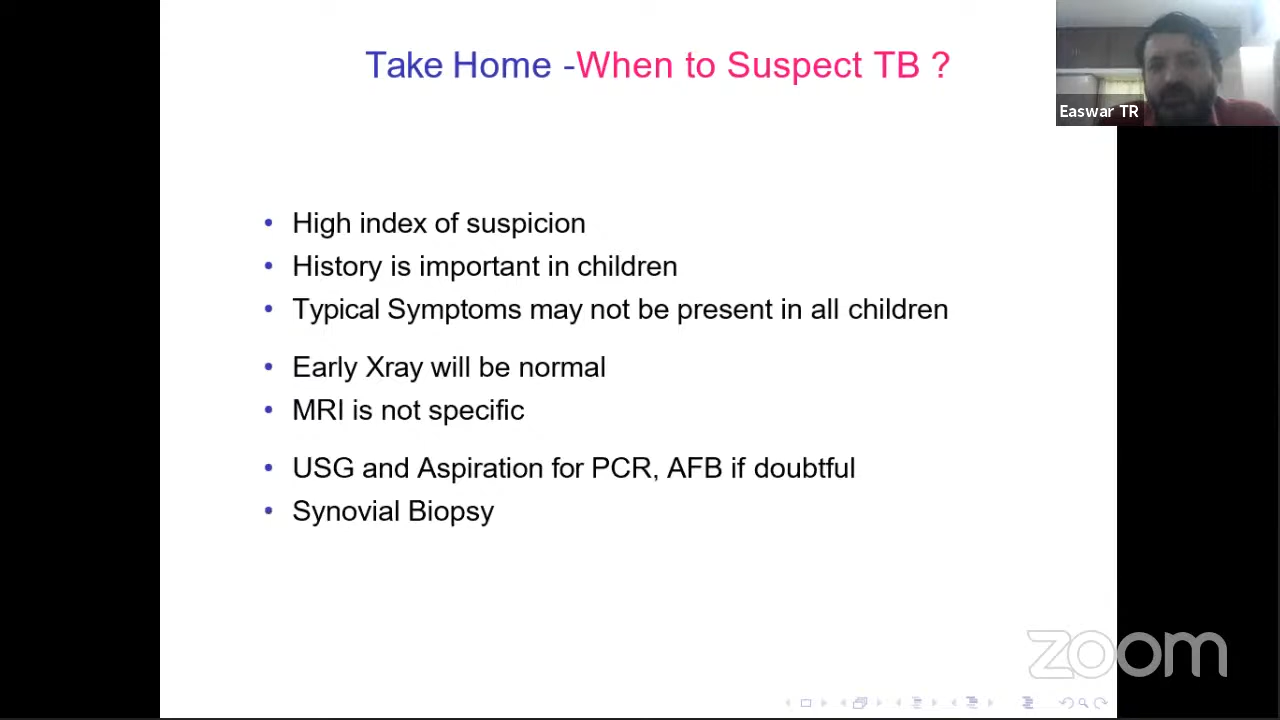 Take Home -When to Suspect TB ?
Easwar TR
• High index of suspicion
• History is important in children
• Typical Symptoms may not be present in all children
• Early Xray will be normal
• MRI is not specific
• USG and Aspiration for PCR, AFB if doubtful
• Synovial Biopsy
zoom